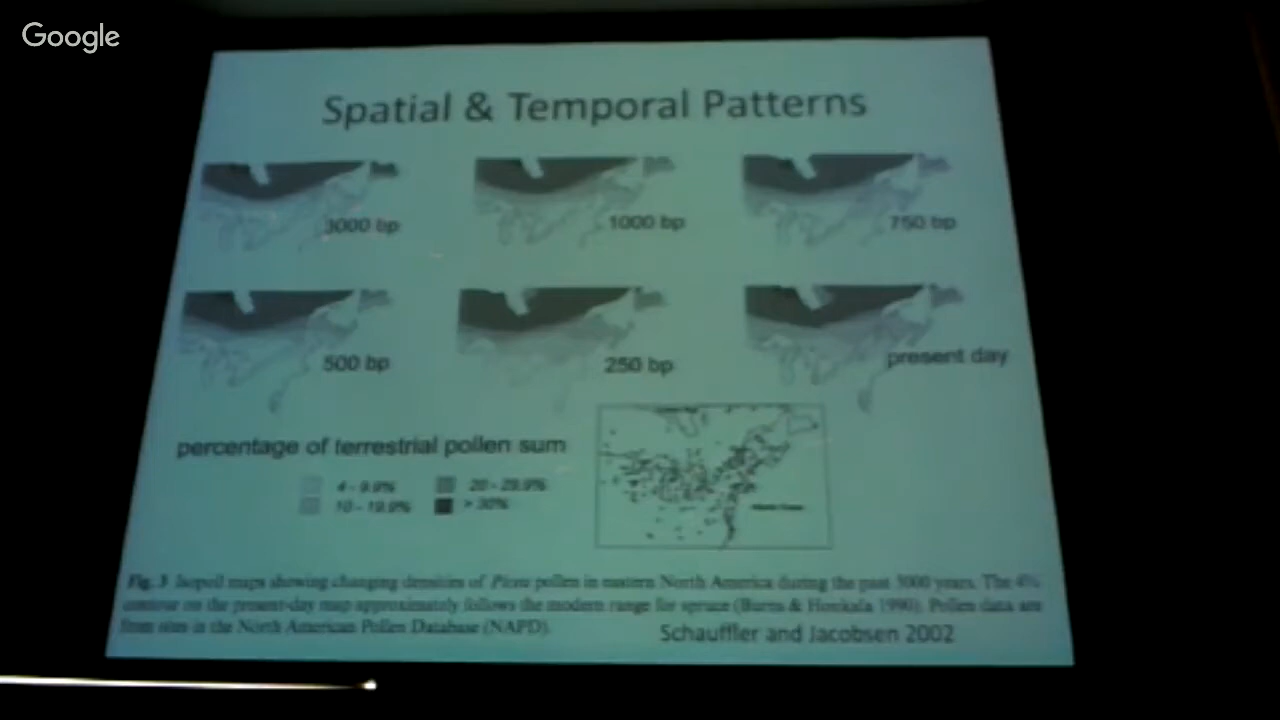 Google
Spatial & Temporal Patterns
3000 bp
1000 bp
750 bp
500 bp
250 bp
present day
percentage of terrestrial pollen sum
4 - 9.9%
20 - 29.9%
10 - 19.9%
> 30%
Fig. 3 Isopoll maps showing changing densities of Picea pollen in eastern North America during the past 3000 years. The 4%
contour on the present-day map approximately follows the modern range for spruce (Burns & Honkala 1990). Pollen data are
from sites in the North American Pollen Database (NAPD).
Schauffler and Jacobsen 2002